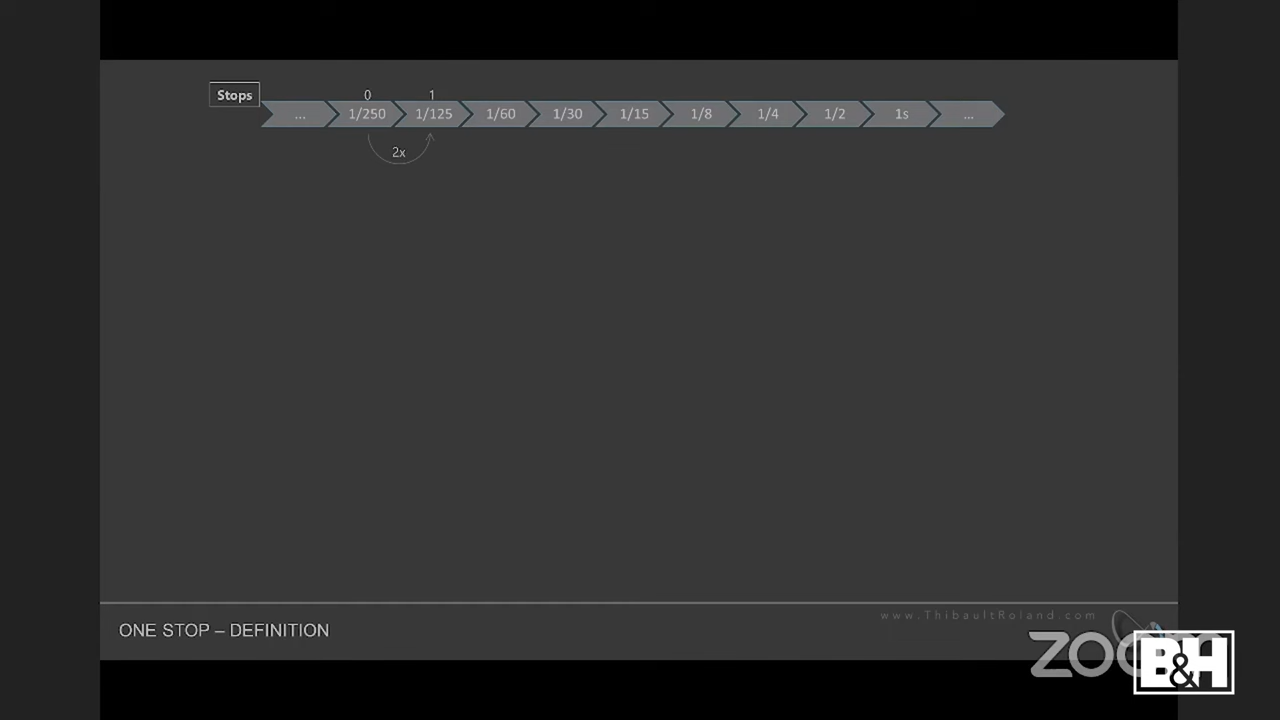 Stops
0 1
... 1/250 1/125 1/60 1/30 1/15 1/8 1/4 1/2 1s ...
2x
www.ThibaultRoland.com
ONE STOP – DEFINITION
B&H